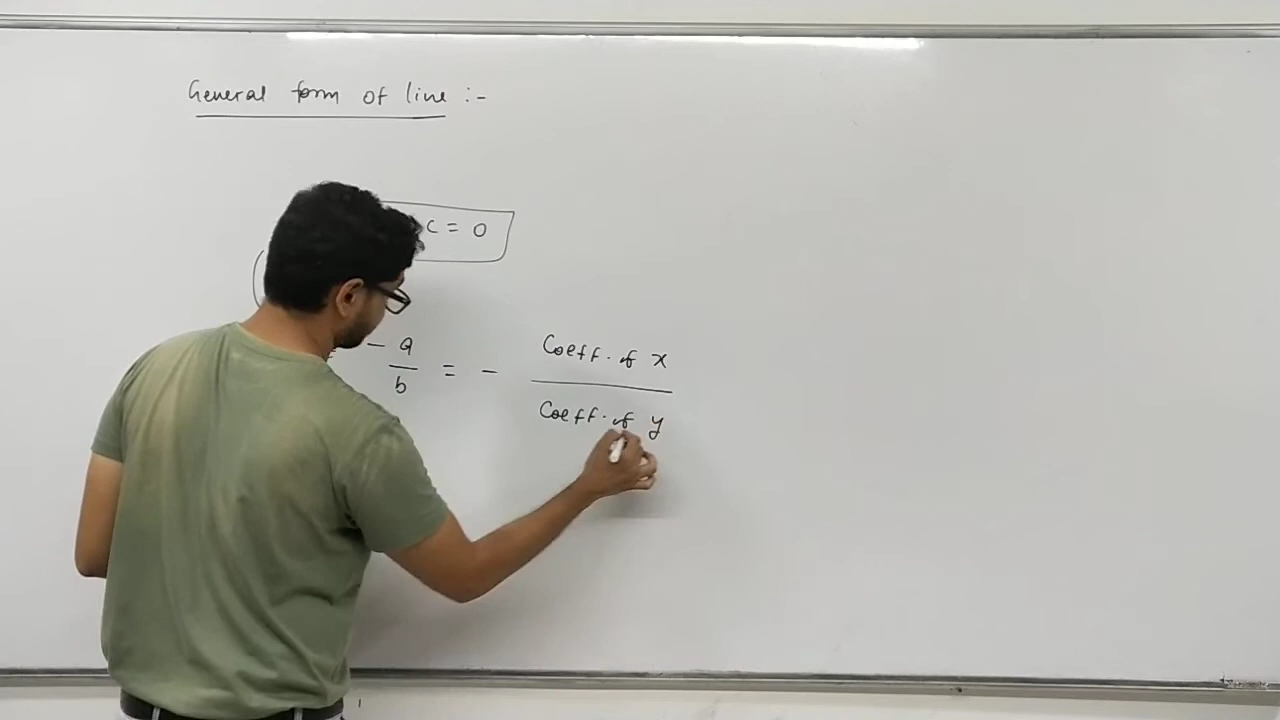 General form of line :-
c = 0
- a/b = - Coeff. of x / Coeff. of y